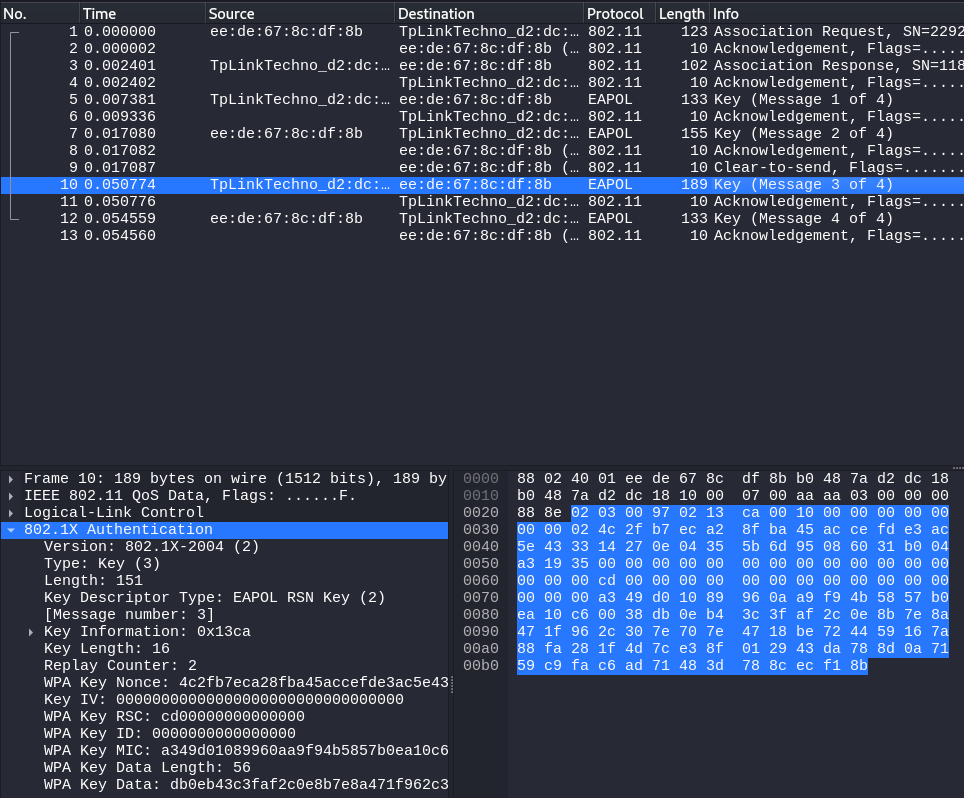 No. Time Source Destination Protocol Length Info
1 0.000000 ee:de:67:8c:df:8b TpLinkTechno_d2:dc:… 802.11 123 Association Request, SN=2292
2 0.000002 ee:de:67:8c:df:8b (… 802.11 10 Acknowledgement, Flags=.....
3 0.002401 TpLinkTechno_d2:dc:… ee:de:67:8c:df:8b 802.11 102 Association Response, SN=118
4 0.002402 TpLinkTechno_d2:dc:… 802.11 10 Acknowledgement, Flags=.....
5 0.007381 TpLinkTechno_d2:dc:… ee:de:67:8c:df:8b EAPOL 133 Key (Message 1 of 4)
6 0.009336 TpLinkTechno_d2:dc:… 802.11 10 Acknowledgement, Flags=.....
7 0.017080 ee:de:67:8c:df:8b TpLinkTechno_d2:dc:… EAPOL 155 Key (Message 2 of 4)
8 0.017082 ee:de:67:8c:df:8b (… 802.11 10 Acknowledgement, Flags=.....
9 0.017087 ee:de:67:8c:df:8b (… 802.11 10 Clear-to-send, Flags=.......
10 0.050774 TpLinkTechno_d2:dc:… ee:de:67:8c:df:8b EAPOL 189 Key (Message 3 of 4)
11 0.050776 TpLinkTechno_d2:dc:… 802.11 10 Acknowledgement, Flags=.....
12 0.054559 ee:de:67:8c:df:8b TpLinkTechno_d2:dc:… EAPOL 133 Key (Message 4 of 4)
13 0.054560 ee:de:67:8c:df:8b (… 802.11 10 Acknowledgement, Flags=.....
Frame 10: 189 bytes on wire (1512 bits), 189 by
IEEE 802.11 QoS Data, Flags: ......F.
Logical-Link Control
802.1X Authentication
Version: 802.1X-2004 (2)
Type: Key (3)
Length: 151
Key Descriptor Type: EAPOL RSN Key (2)
[Message number: 3]
Key Information: 0x13ca
Key Length: 16
Replay Counter: 2
WPA Key Nonce: 4c2fb7eca28fba45accefde3ac5e43
Key IV: 00000000000000000000000000000000
WPA Key RSC: cd00000000000000
WPA Key ID: 0000000000000000
WPA Key MIC: a349d01089960aa9f94b5857b0ea10c6
WPA Key Data Length: 56
WPA Key Data: db0eb43c3faf2c0e8b7e8a471f962c3
0000 88 02 40 01 ee de 67 8c df 8b b0 48 7a d2 dc 18
0010 b0 48 7a d2 dc 18 10 00 07 00 aa aa 03 00 00 00
0020 88 8e 02 03 00 97 02 13 ca 00 10 00 00 00 00 00
0030 00 00 02 4c 2f b7 ec a2 8f ba 45 ac ce fd e3 ac
0040 5e 43 33 14 27 0e 04 35 5b 6d 95 08 60 31 b0 04
0050 a3 19 35 00 00 00 00 00 00 00 00 00 00 00 00 00
0060 00 00 00 cd 00 00 00 00 00 00 00 00 00 00 00 00
0070 00 00 00 a3 49 d0 10 89 96 0a a9 f9 4b 58 57 b0
0080 ea 10 c6 00 38 db 0e b4 3c 3f af 2c 0e 8b 7e 8a
0090 47 1f 96 2c 30 7e 70 7e 47 18 be 72 44 59 16 7a
00a0 88 fa 28 1f 4d 7c e3 8f 01 29 43 da 78 8d 0a 71
00b0 59 c9 fa c6 ad 71 48 3d 78 8c ec f1 8b